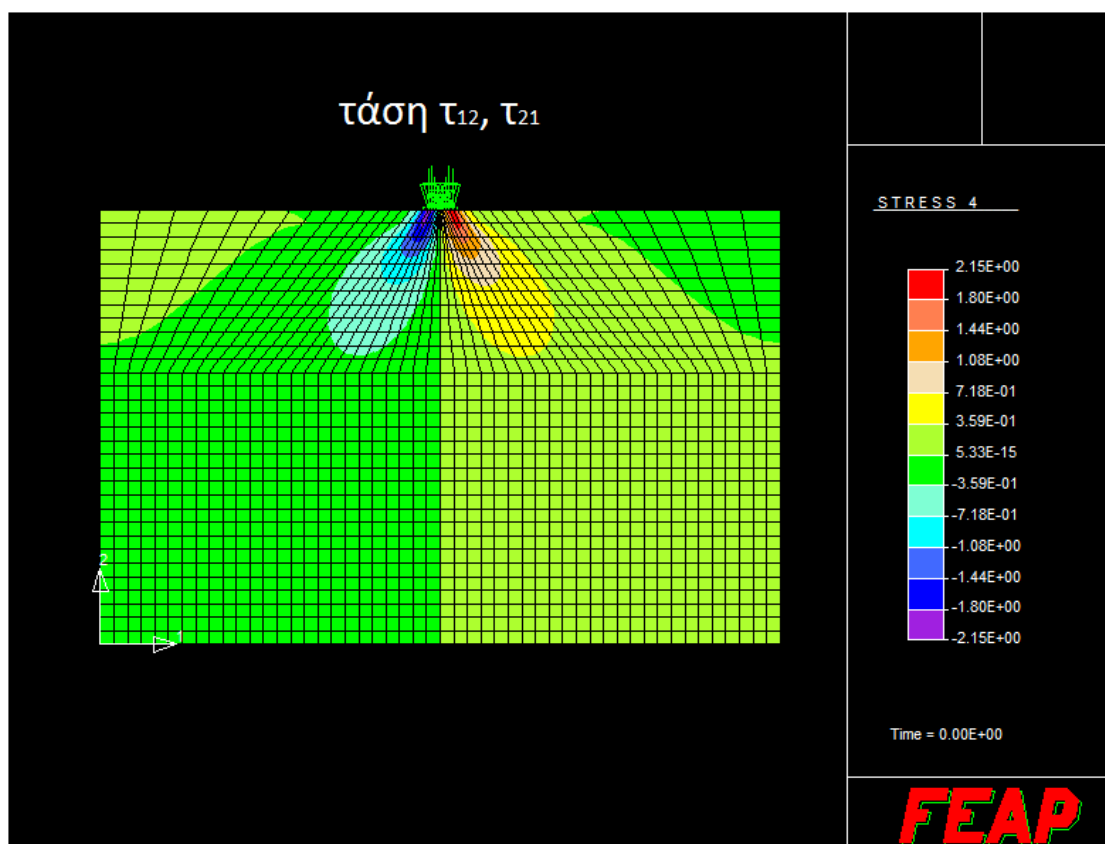 τάση τ12, τ21
STRESS 4
2.15E+00
1.80E+00
1.44E+00
1.08E+00
7.18E-01
3.59E-01
5.33E-15
-3.59E-01
-7.18E-01
-1.08E+00
-1.44E+00
-1.80E+00
-2.15E+00
2
1
Time = 0.00E+00
FEAP